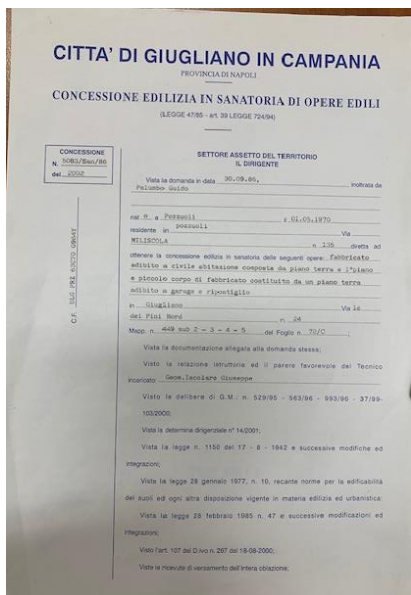 CITTA' DI GIUGLIANO IN CAMPANIA
PROVINCIA DI NAPOLI
CONCESSIONE EDILIZIA IN SANATORIA DI OPERE EDILI
(LEGGE 47/85 - art. 39 LEGGE 724/94)
CONCESSIONE
N. 5083/San/86
del 2002
SETTORE ASSETTO DEL TERRITORIO
IL DIRIGENTE
Vista la domanda in data 30.09.86, inoltrata da
Palumbo Guido
nat o a Pozzuoli il 01.05.1970
residente in pozzuoli Via
MILISCOLA n 135 diretta ad
ottenere la concessione edilizia in sanatoria delle seguenti opere: fabbricato
adibito a civile abitazione composta da piano terra e I°piano
e piccolo corpo di fabbricato costituito da un piano terra
adibito a garage e ripostiglio
in Giugliano Via le
dei Pini Nord n. 24
Mapp. n 449 sub 2 - 3 - 4 - 5 del Foglio n 72/C ;
Vista la documentazione allegata alla domanda stessa;
Visto la relazione istruttoria ed il parere favorevole del Tecnico
incaricato Geom.Iacolare Giuseppe
Visto le delibere di G.M.: n. 529/95 - 563/96 - 993/96 - 37/99-
103/2000;
Vista la determina dirigenziale n° 14/2001;
Vista la legge n. 1150 del 17 - 8 - 1942 e successive modifiche ed
integrazioni;
Vista la legge 28 gennaio 1977, n. 10, recante norme per la edificabilità
dei suoli ed ogni altra disposizione vigente in materia edilizia ed urbanistica;
Vista la legge 28 febbraio 1985 n. 47 e successive modificazioni ed
integrazioni;
Visto l'art. 107 del D.lvo n. 267 del 18-08-2000;
Viste le ricevute di versamento dell'intera oblazione;
C.F.